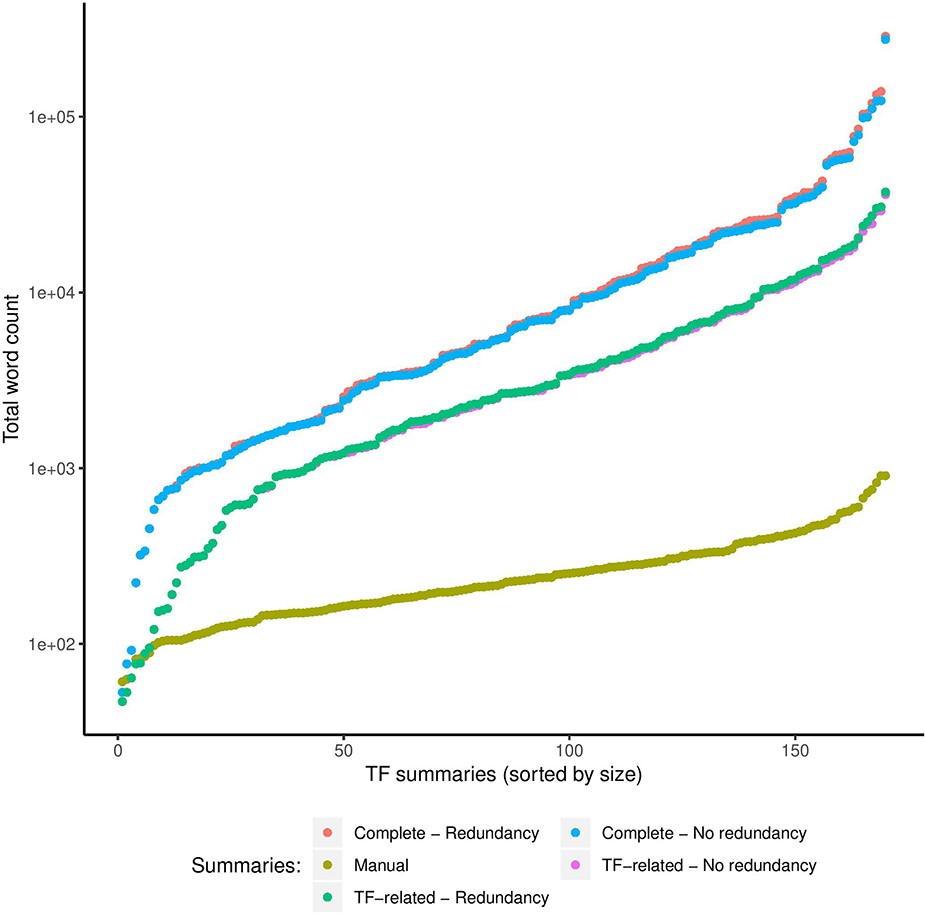 Total word count
1e+05
1e+04
1e+03
1e+02
0 50 100 150
TF summaries (sorted by size)
Summaries:
Complete − Redundancy
Complete − No redundancy
Manual
TF−related − No redundancy
TF−related − Redundancy